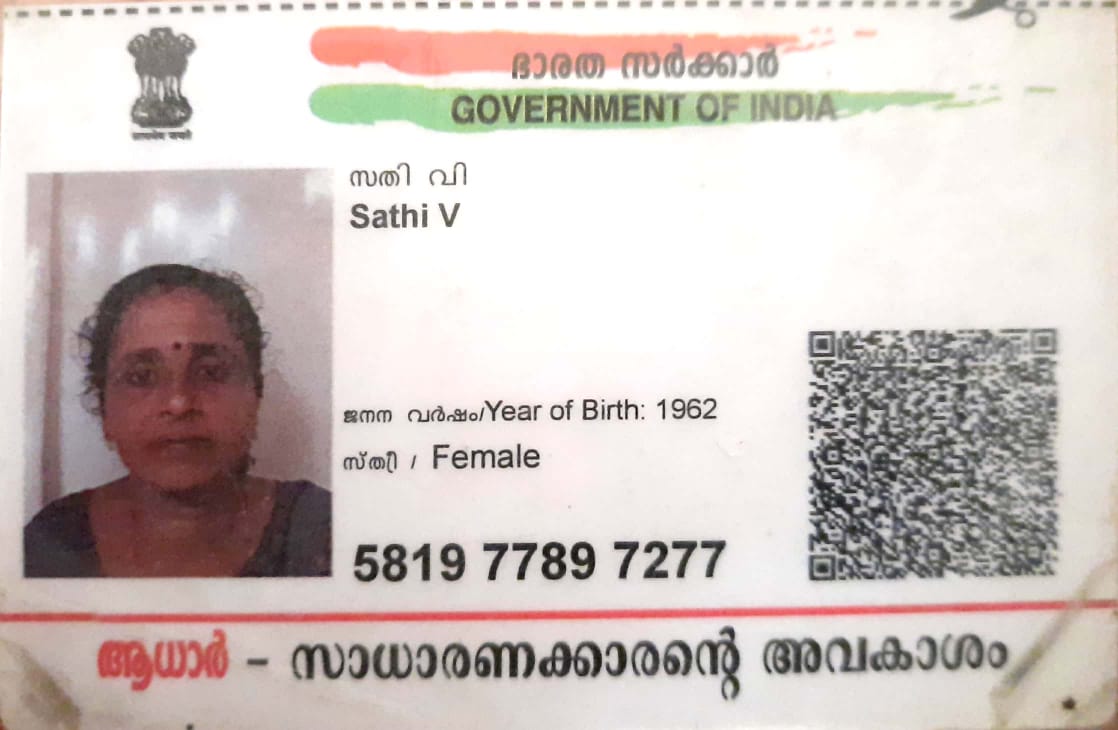 ഭാരത സർക്കാർ
GOVERNMENT OF INDIA
സതി വി
Sathi V
ജനന വർഷം/Year of Birth: 1962
സ്ത്രീ / Female
5819 7789 7277
ആധാർ – സാധാരണക്കാരന്റെ അവകാശം